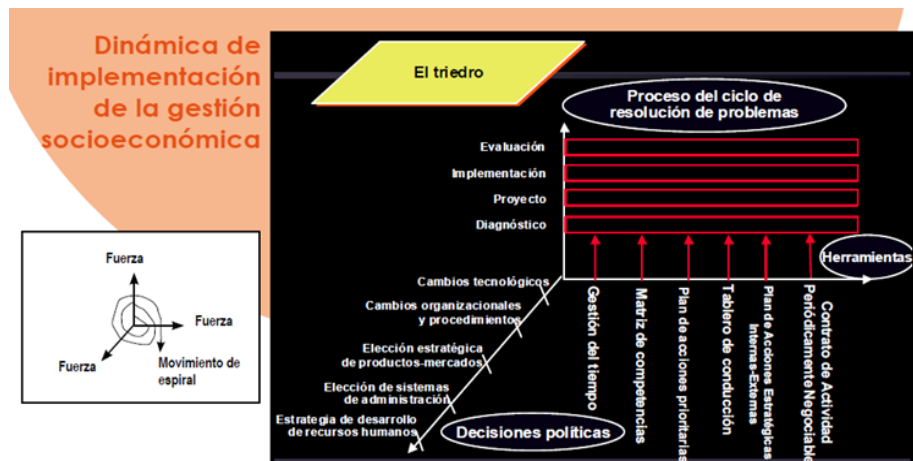 Dinámica de
implementación
de la gestión
socioeconómica
El triedro
Proceso del ciclo de
resolución de problemas
Evaluación
Implementación
Proyecto
Diagnóstico
Herramientas
Cambios tecnológicos
Cambios organizacionales
y procedimientos
Elección estratégica
de productos-mercados
Elección de sistemas
de administración
Estrategia de desarrollo
de recursos humanos
Decisiones políticas
Gestión del tiempo
Matriz de competencias
Plan de acciones prioritarias
Tablero de conducción
Plan de Acciones Estratégicas
Internas-Externas
Contrato de Actividad
Periódicamente Negociable
Fuerza
Fuerza
Fuerza
Movimiento de
espiral